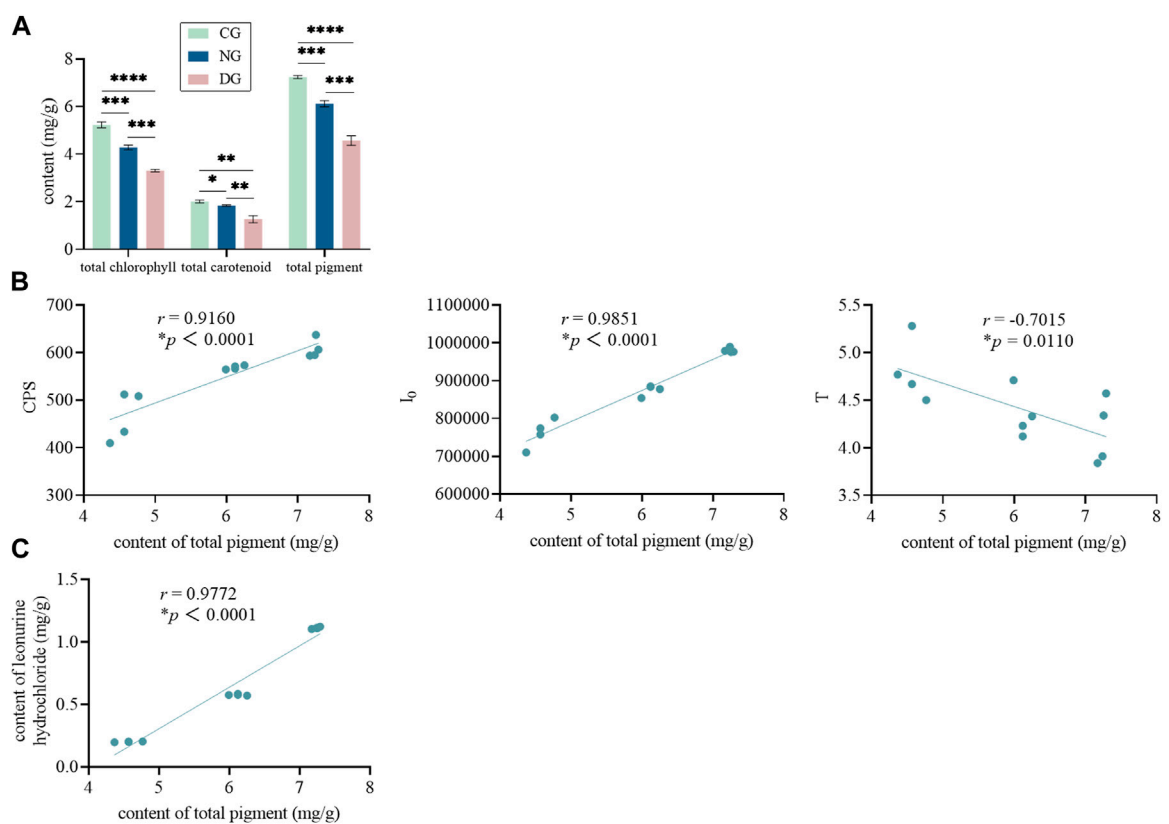 A
CG
NG
DG
content (mg/g)
8
6
4
2
0
**** *** ***
** * **
**** *** ***
total chlorophyll total carotenoid total pigment
B
CPS
700
600
500
400
300
r = 0.9160
*p < 0.0001
4 5 6 7 8
content of total pigment (mg/g)
I0
1100000
1000000
900000
800000
700000
600000
r = 0.9851
*p < 0.0001
4 5 6 7 8
content of total pigment (mg/g)
T
5.5
5.0
4.5
4.0
3.5
r = -0.7015
*p = 0.0110
4 5 6 7 8
content of total pigment (mg/g)
C
content of leonurine
hydrochloride (mg/g)
1.5
1.0
0.5
0.0
r = 0.9772
*p < 0.0001
4 5 6 7 8
content of total pigment (mg/g)